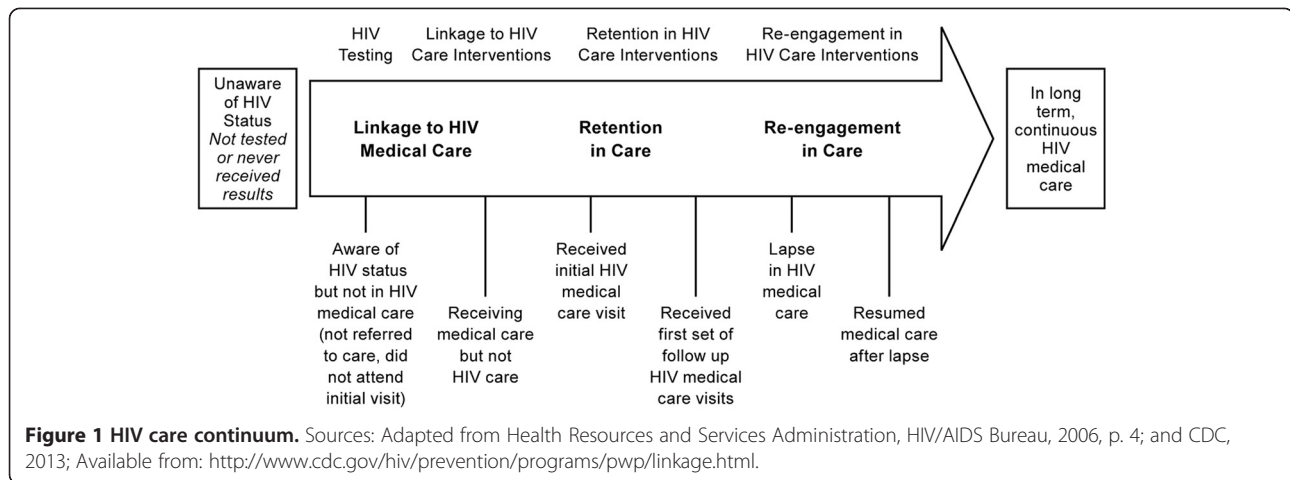 HIV
Testing
Linkage to HIV
Care Interventions
Retention in HIV
Care Interventions
Re-engagement in
HIV Care Interventions
Unaware
of HIV
Status
Not tested
or never
received
results
Linkage to HIV
Medical Care
Retention
in Care
Re-engagement
in Care
In long
term,
continuous
HIV
medical
care
Aware of
HIV status
but not in HIV
medical care
(not referred
to care, did
not attend
initial visit)
Receiving
medical care
but not
HIV care
Received
initial HIV
medical
care visit
Received
first set of
follow up
HIV medical
care visits
Lapse
in HIV
medical
care
Resumed
medical care
after lapse
Figure 1 HIV care continuum. Sources: Adapted from Health Resources and Services Administration, HIV/AIDS Bureau, 2006, p. 4; and CDC,
2013; Available from: http://www.cdc.gov/hiv/prevention/programs/pwp/linkage.html.